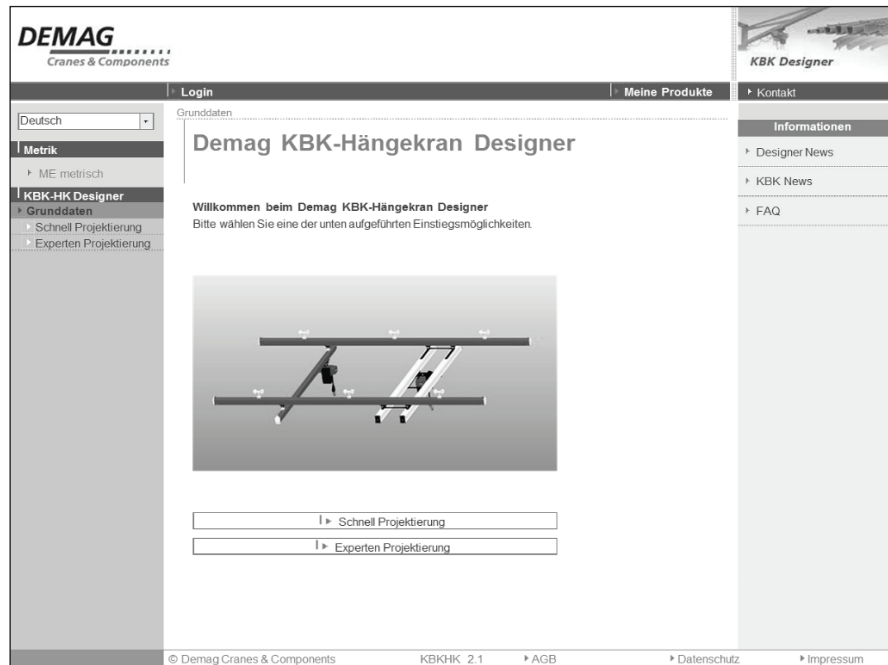 DEMAG
Cranes & Components
KBK Designer
Login
Meine Produkte
Kontakt
Deutsch
Metrik
ME metrisch
KBK-HK Designer
Grunddaten
Schnell Projektierung
Experten Projektierung
Grunddaten
Demag KBK-Hängekran Designer
Willkommen beim Demag KBK-Hängekran Designer
Bitte wählen Sie eine der unten aufgeführten Einstiegsmöglichkeiten.
Schnell Projektierung
Experten Projektierung
Informationen
Designer News
KBK News
FAQ
© Demag Cranes & Components
KBKHK 2.1
AGB
Datenschutz
Impressum